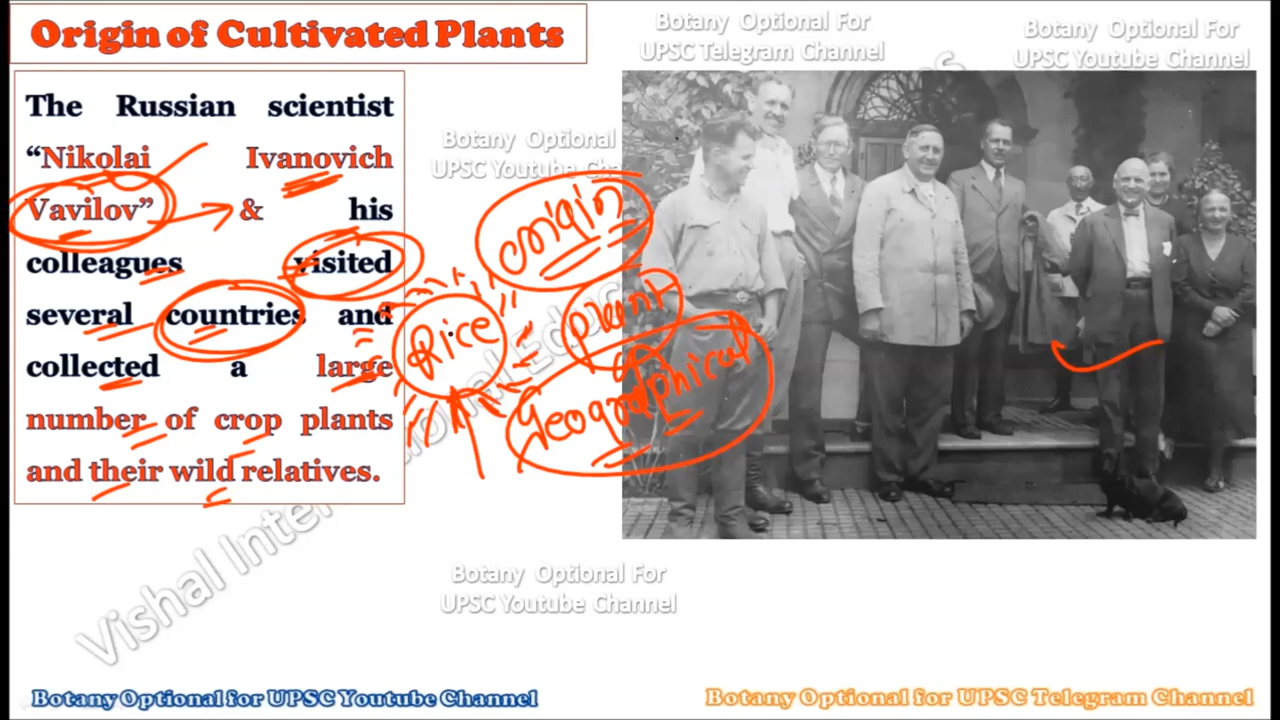 Origin of Cultivated Plants
Botany Optional For
UPSC Telegram Channel
Botany Optional For
UPSC Youtube Channel
The Russian scientist
“Nikolai Ivanovich
Vavilov” & his
colleagues visited
several countries and
collected a large
number of crop plants
and their wild relatives.
Botany Optional
UPSC Youtube Cha
origin
Rice
plant
Geographical
Vishal Inter
ional Educ
Botany Optional For
UPSC Youtube Channel
Botany Optional for UPSC Youtube Channel
Botany Optional for UPSC Telegram Channel